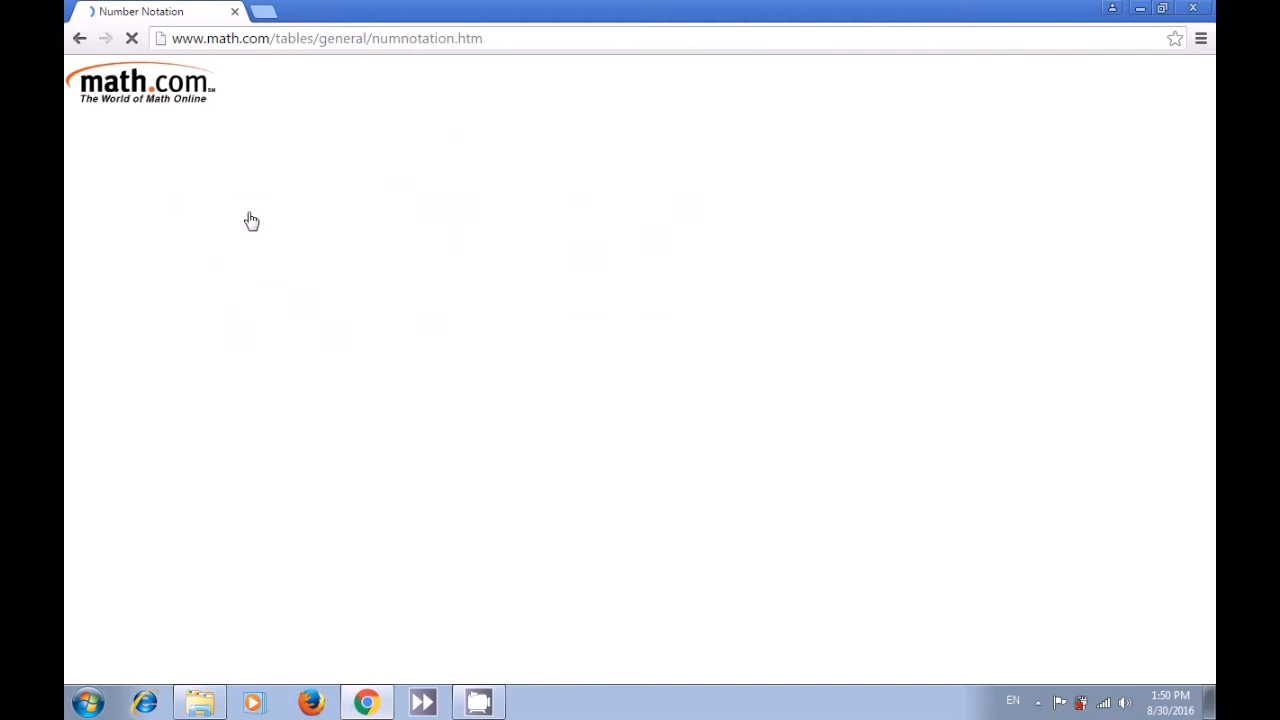 Number Notation
www.math.com/tables/general/numnotation.htm
math.com
The World of Math Online
EN
1:50 PM
8/30/2016